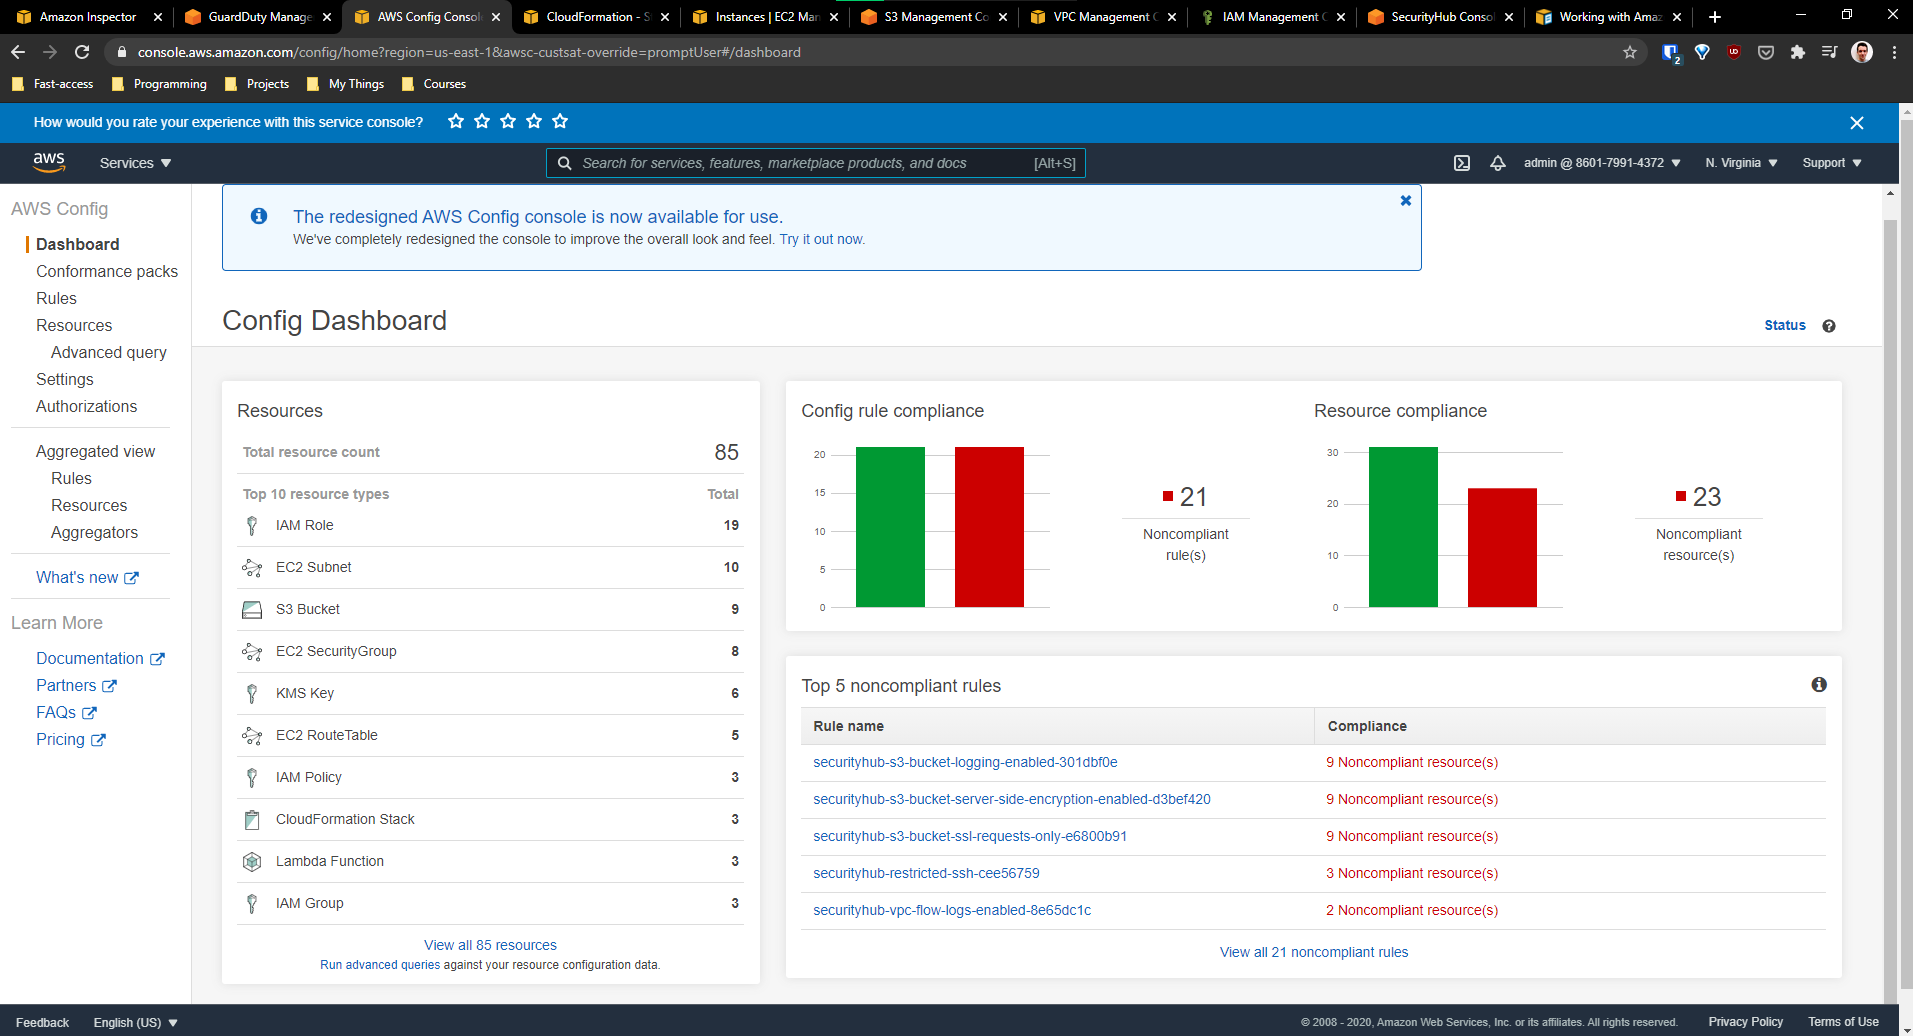 Amazon Inspector
GuardDuty Manage
AWS Config Consol
CloudFormation - S
Instances | EC2 Man
S3 Management Co
VPC Management C
IAM Management C
SecurityHub Consol
Working with Amaz
console.aws.amazon.com/config/home?region=us-east-1&awsc-custsat-override=promptUser#/dashboard
2
Fast-access
Programming
Projects
My Things
Courses
How would you rate your experience with this service console?
aws
Services
Search for services, features, marketplace products, and docs
[Alt+S]
admin @ 8601-7991-4372
N. Virginia
Support
AWS Config
Dashboard
Conformance packs
Rules
Resources
Advanced query
Settings
Authorizations
Aggregated view
Rules
Resources
Aggregators
What's new
Learn More
Documentation
Partners
FAQs
Pricing
The redesigned AWS Config console is now available for use.
We've completely redesigned the console to improve the overall look and feel. Try it out now.
Config Dashboard
Status
Resources
Total resource count 85
Top 10 resource types Total
IAM Role 19
EC2 Subnet 10
S3 Bucket 9
EC2 SecurityGroup 8
KMS Key 6
EC2 RouteTable 5
IAM Policy 3
CloudFormation Stack 3
Lambda Function 3
IAM Group 3
View all 85 resources
Run advanced queries against your resource configuration data.
Config rule compliance
20
15
10
5
0
21
Noncompliant
rule(s)
Resource compliance
30
20
10
0
23
Noncompliant
resource(s)
Top 5 noncompliant rules
Rule name Compliance
securityhub-s3-bucket-logging-enabled-301dbf0e 9 Noncompliant resource(s)
securityhub-s3-bucket-server-side-encryption-enabled-d3bef420 9 Noncompliant resource(s)
securityhub-s3-bucket-ssl-requests-only-e6800b91 9 Noncompliant resource(s)
securityhub-restricted-ssh-cee56759 3 Noncompliant resource(s)
securityhub-vpc-flow-logs-enabled-8e65dc1c 2 Noncompliant resource(s)
View all 21 noncompliant rules
Feedback
English (US)
© 2008 - 2020, Amazon Web Services, Inc. or its affiliates. All rights reserved.
Privacy Policy
Terms of Use